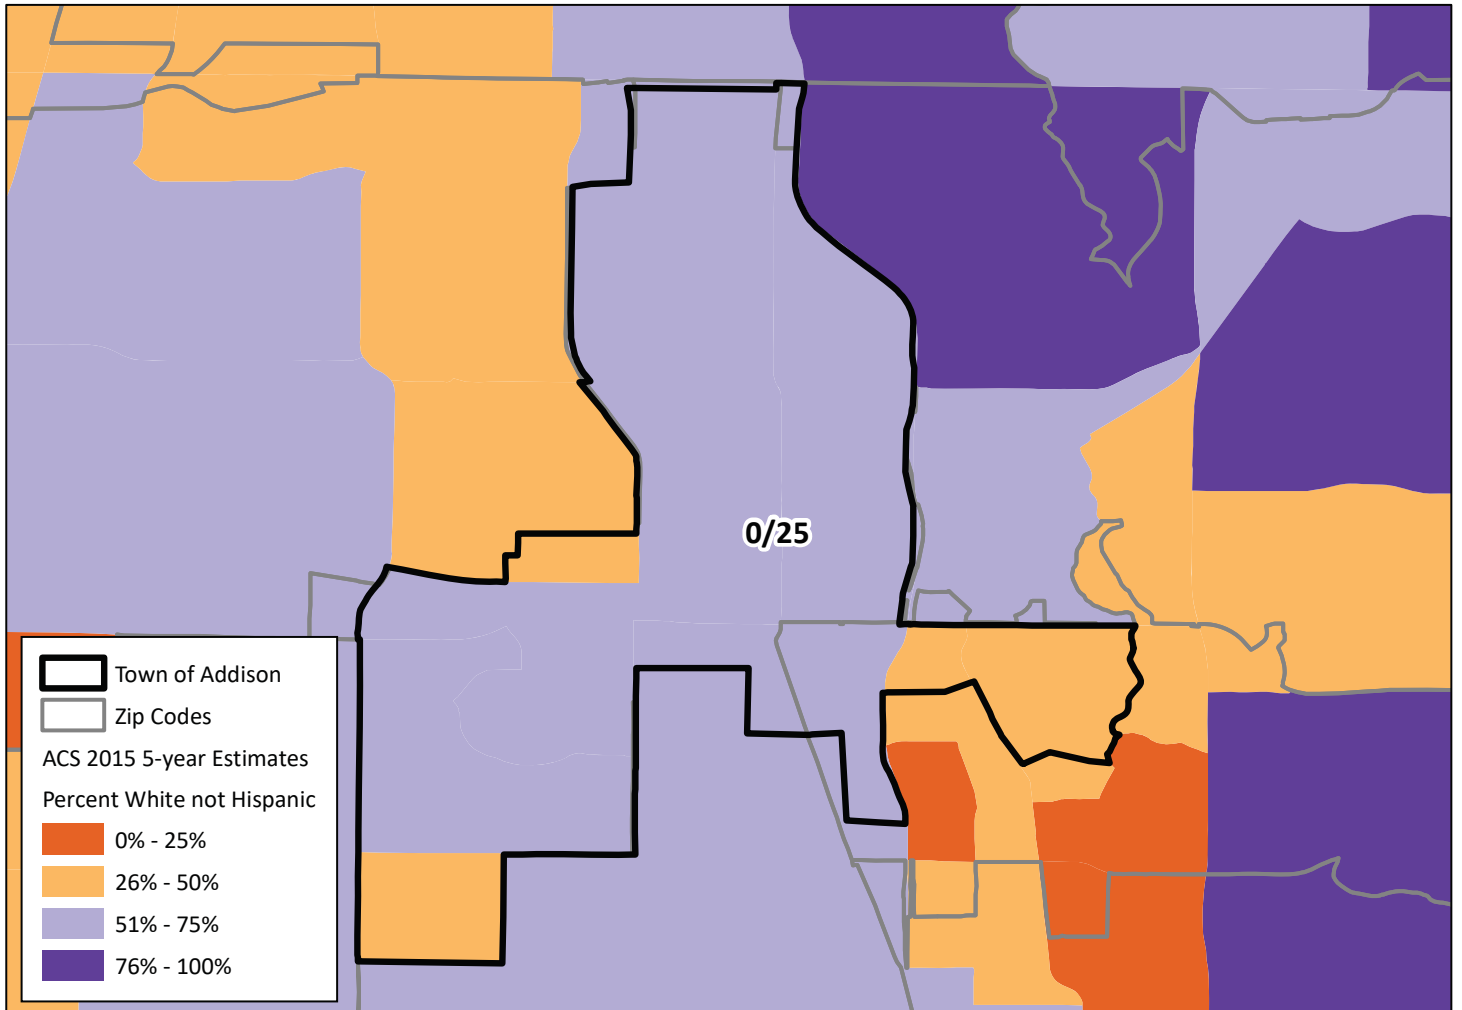 0/25
Town of Addison
Zip Codes
ACS 2015 5-year Estimates
Percent White not Hispanic
0% - 25%
26% - 50%
51% - 75%
76% - 100%